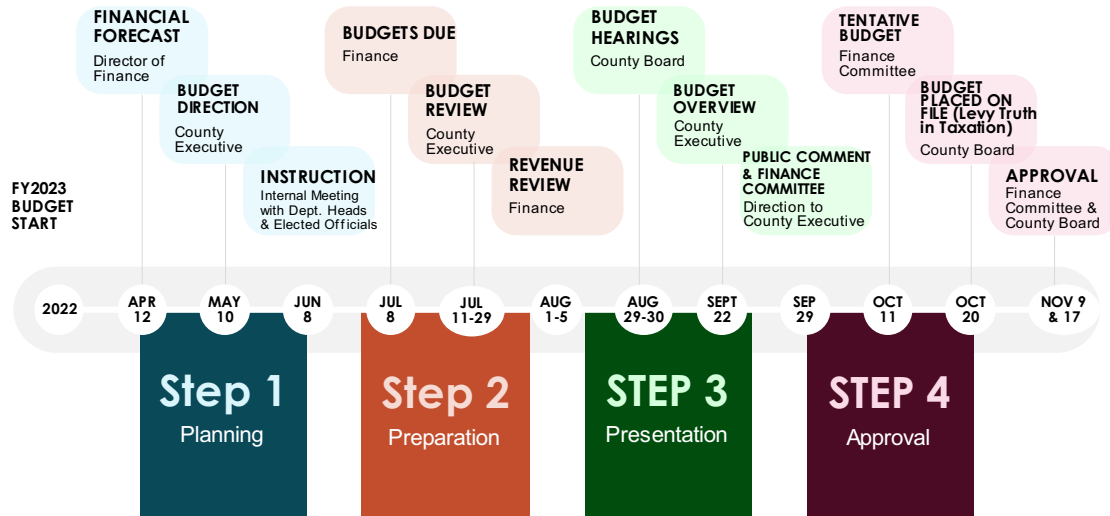 FINANCIAL
FORECAST
Director of
Finance
BUDGET
DIRECTION
County
Executive
INSTRUCTION
Internal Meeting
with Dept. Heads
& Elected Officials
BUDGETS DUE
Finance
BUDGET
REVIEW
County
Executive
REVENUE
REVIEW
Finance
BUDGET
HEARINGS
County Board
BUDGET
OVERVIEW
County
Executive
PUBLIC COMMENT
& FINANCE
COMMITTEE
Direction to
County Executive
TENTATIVE
BUDGET
Finance
Committee
BUDGET
PLACED ON
FILE (Levy Truth
in Taxation)
County Board
APPROVAL
Finance
Committee &
County Board
FY2023
BUDGET
START
2022
APR
12
MAY
10
JUN
8
JUL
8
JUL
11-29
AUG
1-5
AUG
29-30
SEPT
22
SEP
29
OCT
11
OCT
20
NOV 9
& 17
Step 1
Planning
Step 2
Preparation
STEP 3
Presentation
STEP 4
Approval